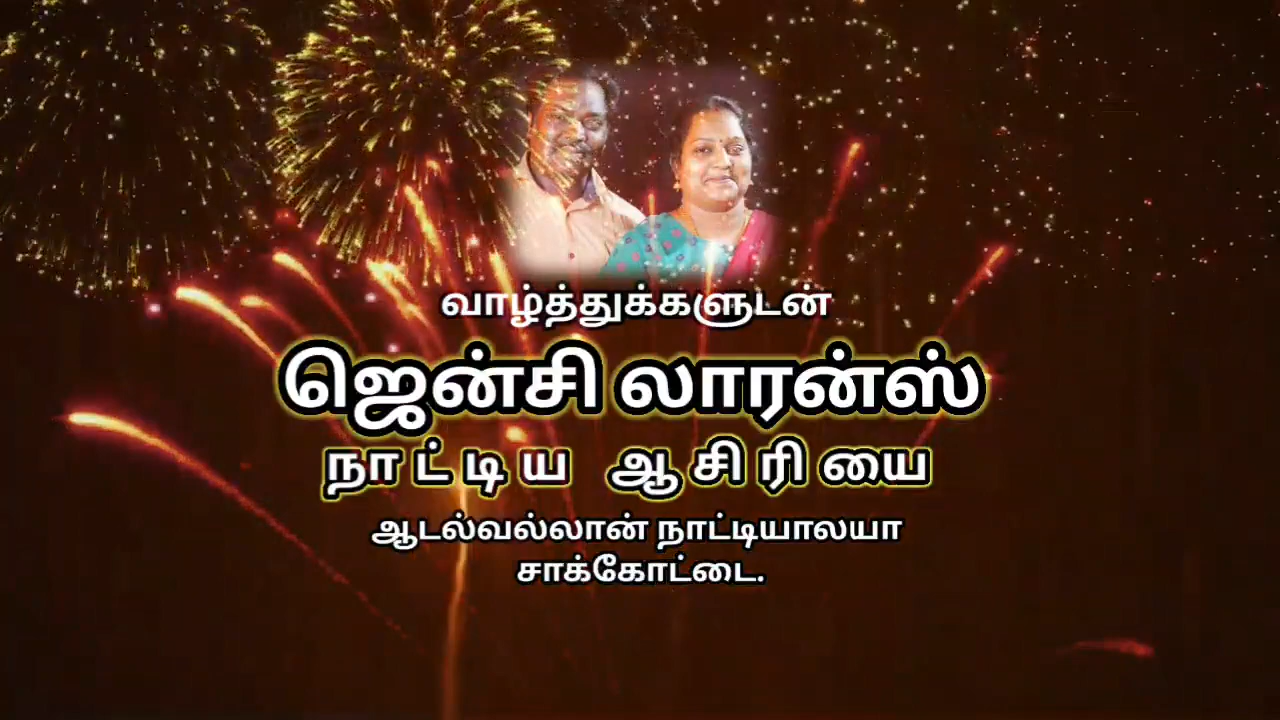 வாழ்த்துக்களுடன்
ஜென்சி லாரன்ஸ்
நாட்டிய ஆசிரியை
ஆடல்வல்லான் நாட்டியாலயா
சாக்கோட்டை.